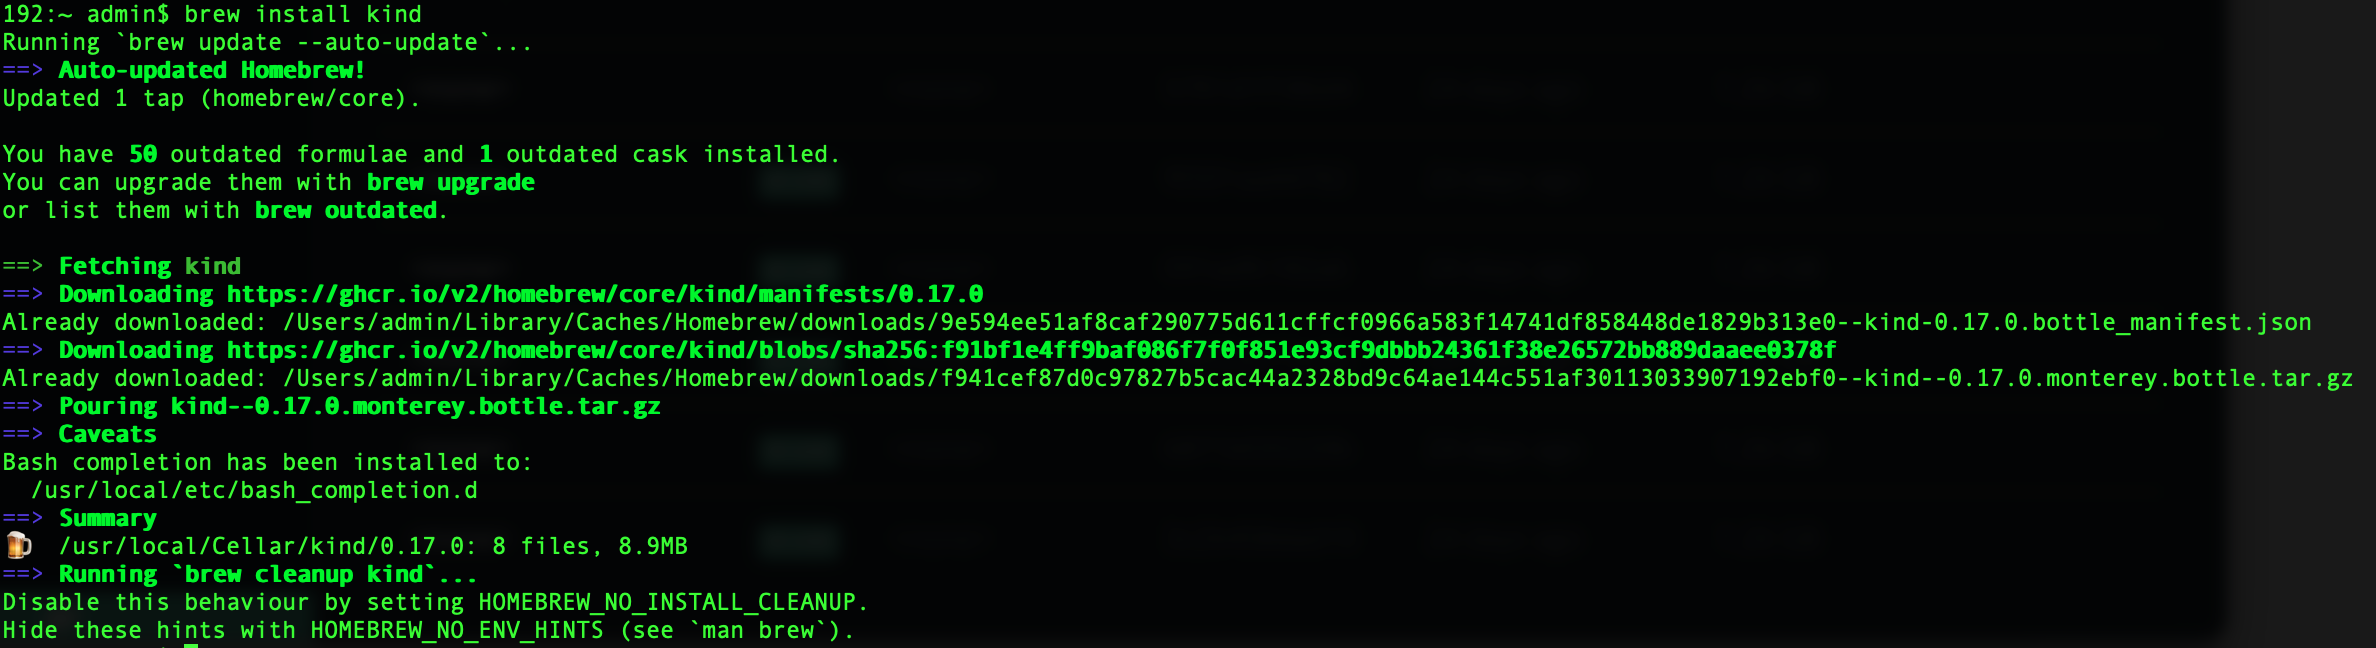 192:~ admin$ brew install kind
Running `brew update --auto-update`...
==> Auto-updated Homebrew!
Updated 1 tap (homebrew/core).
You have 50 outdated formulae and 1 outdated cask installed.
You can upgrade them with brew upgrade
or list them with brew outdated.
==> Fetching kind
==> Downloading https://ghcr.io/v2/homebrew/core/kind/manifests/0.17.0
Already downloaded: /Users/admin/Library/Caches/Homebrew/downloads/9e594ee51af8caf290775d611cffcf0966a583f14741df858448de1829b313e0--kind-0.17.0.bottle_manifest.json
==> Downloading https://ghcr.io/v2/homebrew/core/kind/blobs/sha256:f91bf1e4ff9baf086f7f0f851e93cf9dbbb24361f38e26572bb889daaee0378f
Already downloaded: /Users/admin/Library/Caches/Homebrew/downloads/f941cef87d0c97827b5cac44a2328bd9c64ae144c551af30113033907192ebf0--kind--0.17.0.monterey.bottle.tar.gz
==> Pouring kind--0.17.0.monterey.bottle.tar.gz
==> Caveats
Bash completion has been installed to:
  /usr/local/etc/bash_completion.d
==> Summary
🍺  /usr/local/Cellar/kind/0.17.0: 8 files, 8.9MB
==> Running `brew cleanup kind`...
Disable this behaviour by setting HOMEBREW_NO_INSTALL_CLEANUP.
Hide these hints with HOMEBREW_NO_ENV_HINTS (see `man brew`).